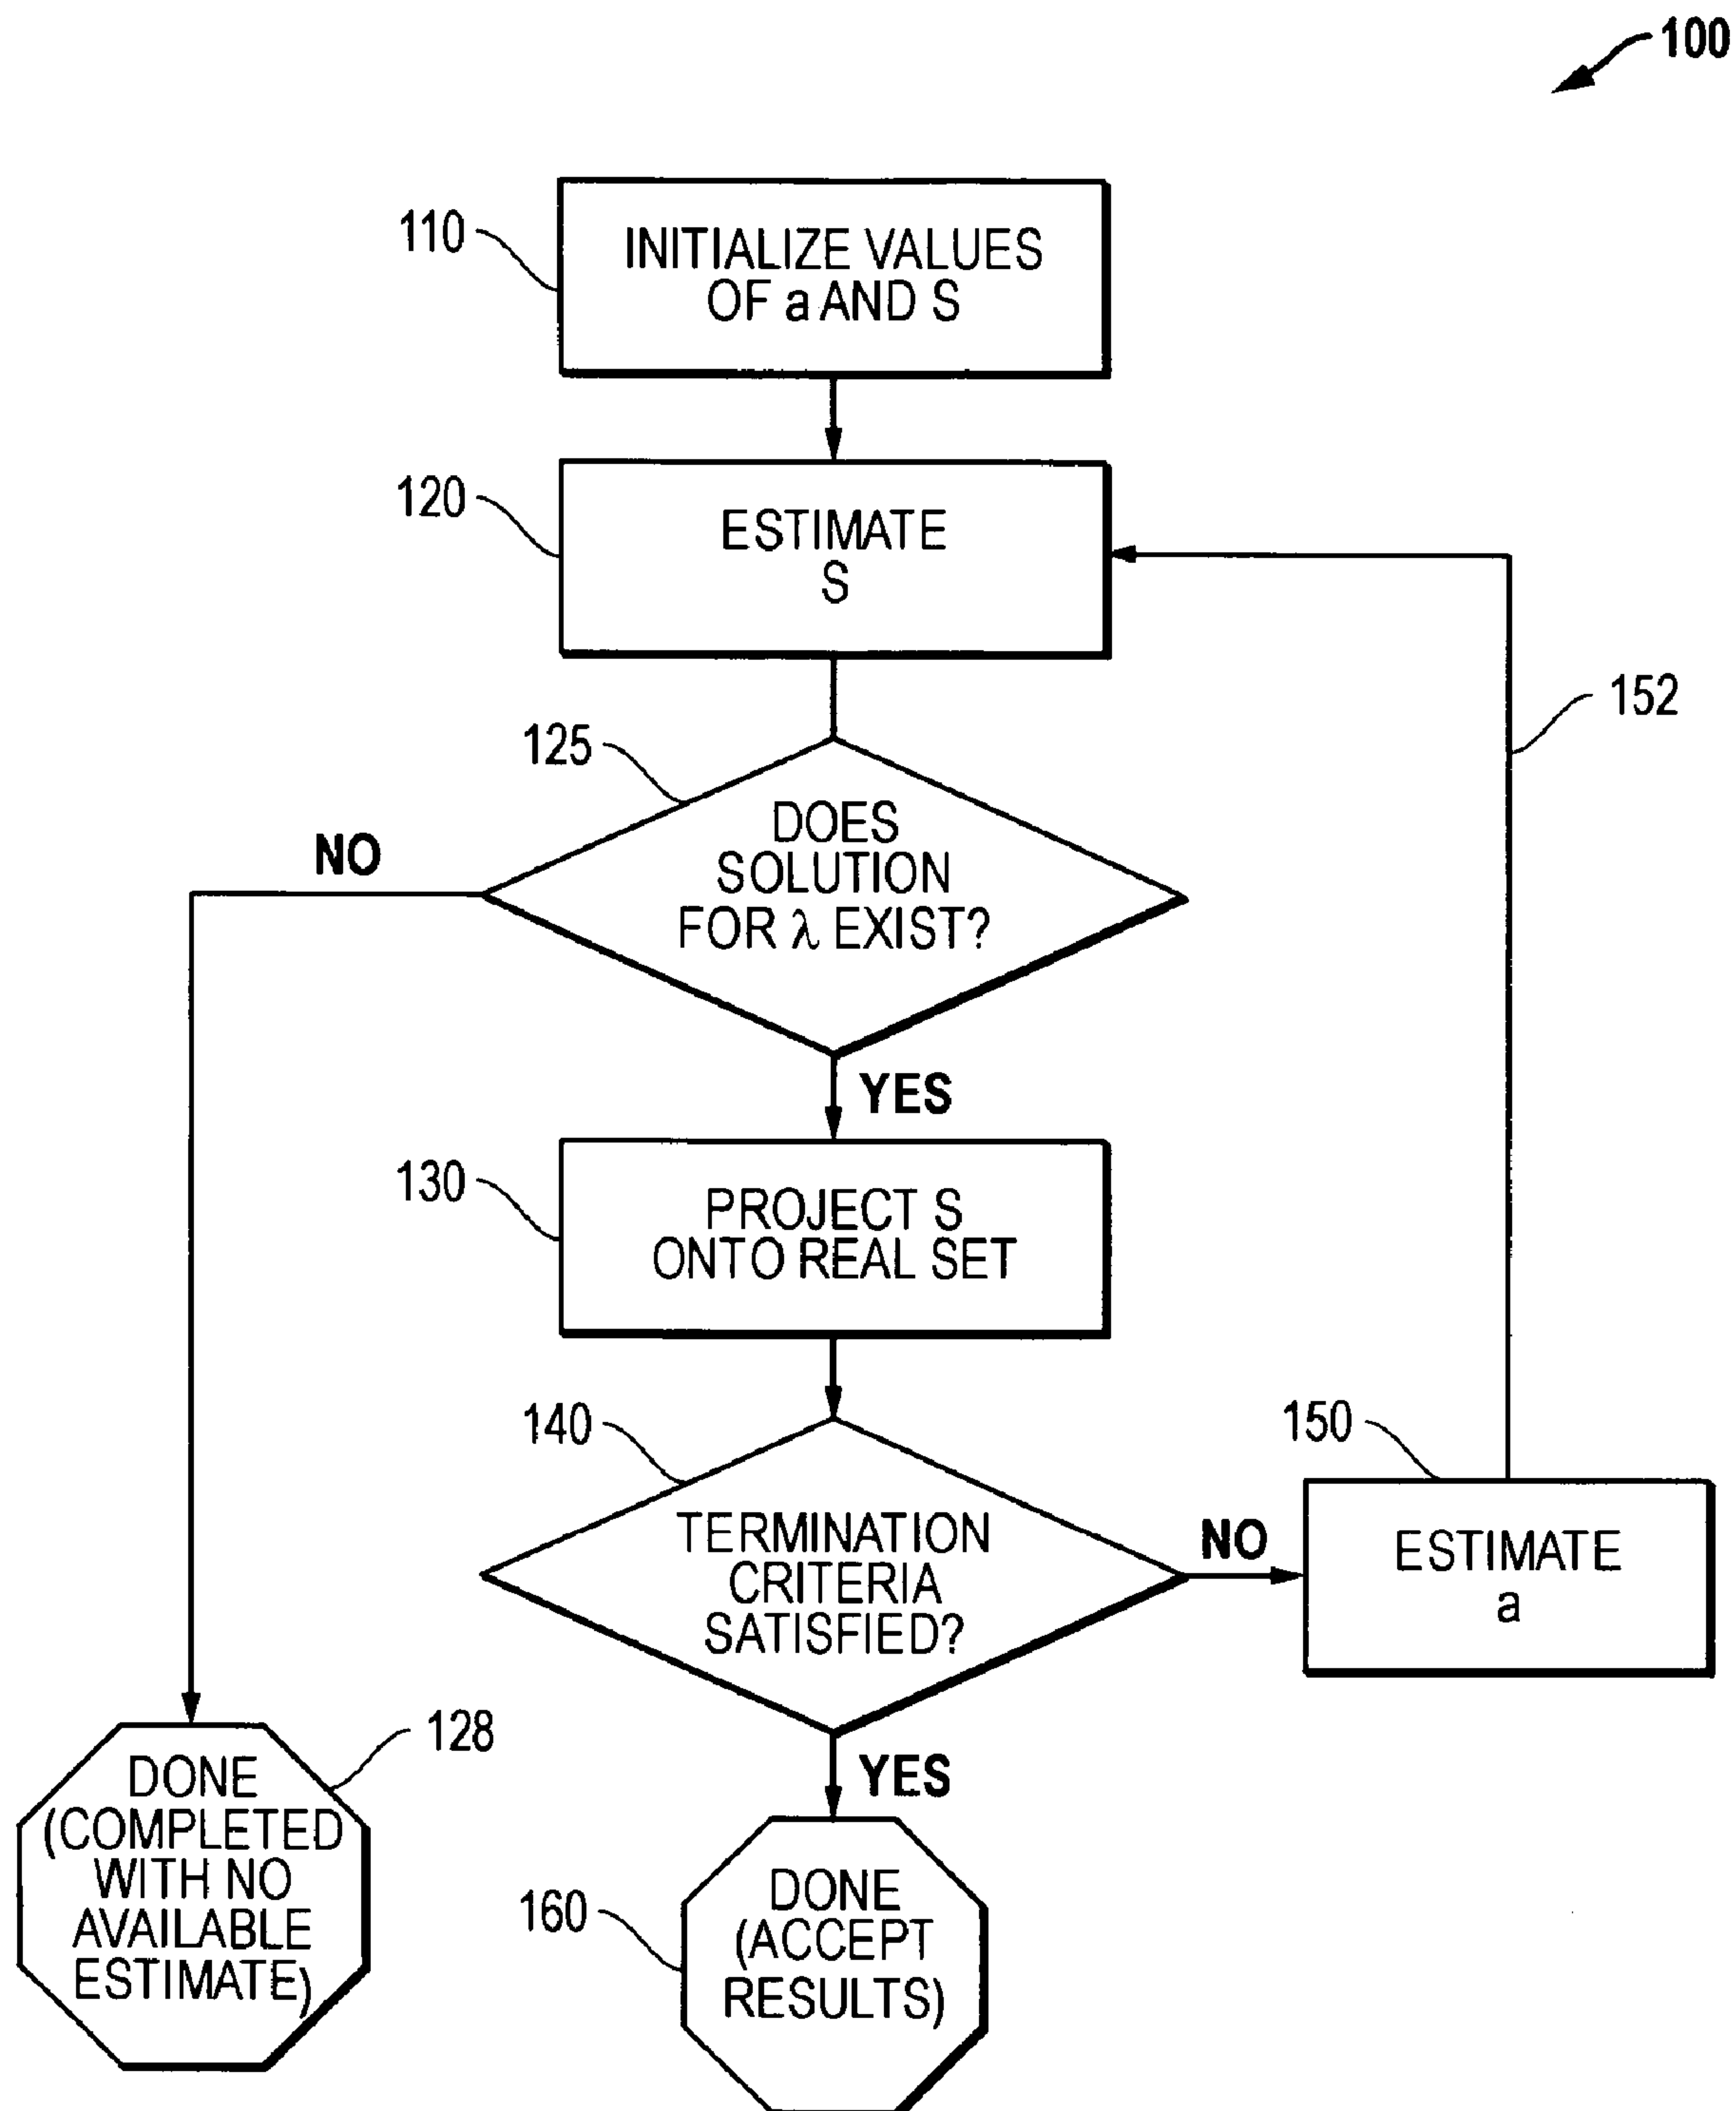 100
110
INITIALIZE VALUES
OF a AND S
120
ESTIMATE
S
152
125
DOES
SOLUTION
FOR λ EXIST?
NO
YES
130
PROJECT S
ONTO REAL SET
140
TERMINATION
CRITERIA
SATISFIED?
NO
150
ESTIMATE
a
YES
128
DONE
(COMPLETED
WITH NO
AVAILABLE
ESTIMATE)
160
DONE
(ACCEPT
RESULTS)